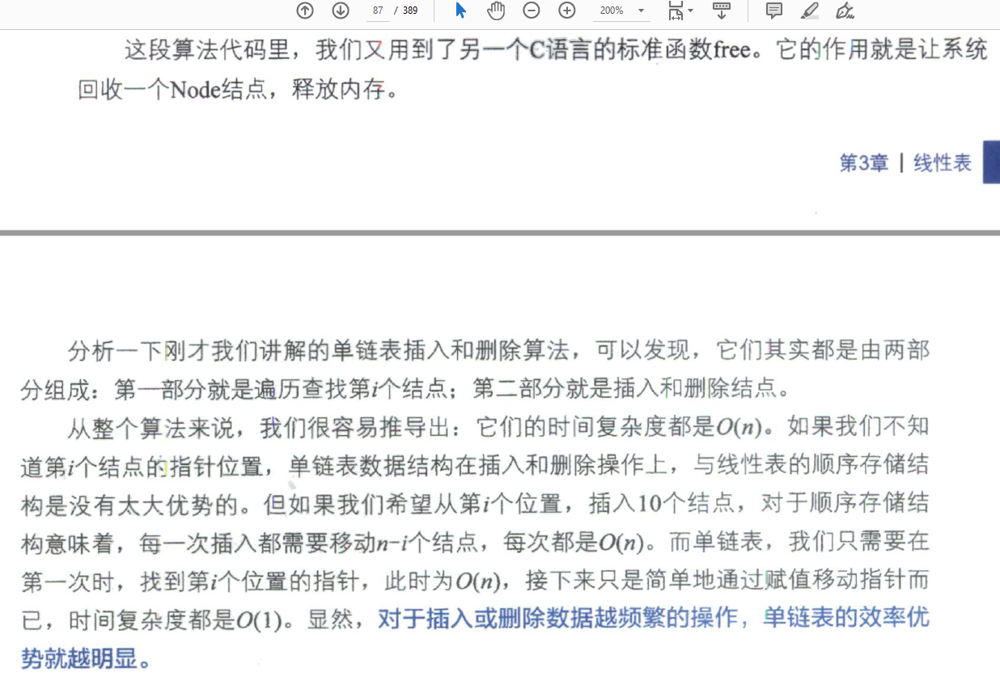 87 / 389 200%
这段算法代码里，我们又用到了另一个C语言的标准函数free。它的作用就是让系统
回收一个Node结点，释放内存。
第3章 | 线性表
分析一下刚才我们讲解的单链表插入和删除算法，可以发现，它们其实都是由两部
分组成：第一部分就是遍历查找第i个结点；第二部分就是插入和删除结点。
从整个算法来说，我们很容易推导出：它们的时间复杂度都是O(n)。如果我们不知
道第i个结点的指针位置，单链表数据结构在插入和删除操作上，与线性表的顺序存储结
构是没有太大优势的。但如果我们希望从第i个位置，插入10个结点，对于顺序存储结
构意味着，每一次插入都需要移动n-i个结点，每次都是O(n)。而单链表，我们只需要在
第一次时，找到第i个位置的指针，此时为O(n)，接下来只是简单地通过赋值移动指针而
已，时间复杂度都是O(1)。显然，对于插入或删除数据越频繁的操作，单链表的效率优
势就越明显。